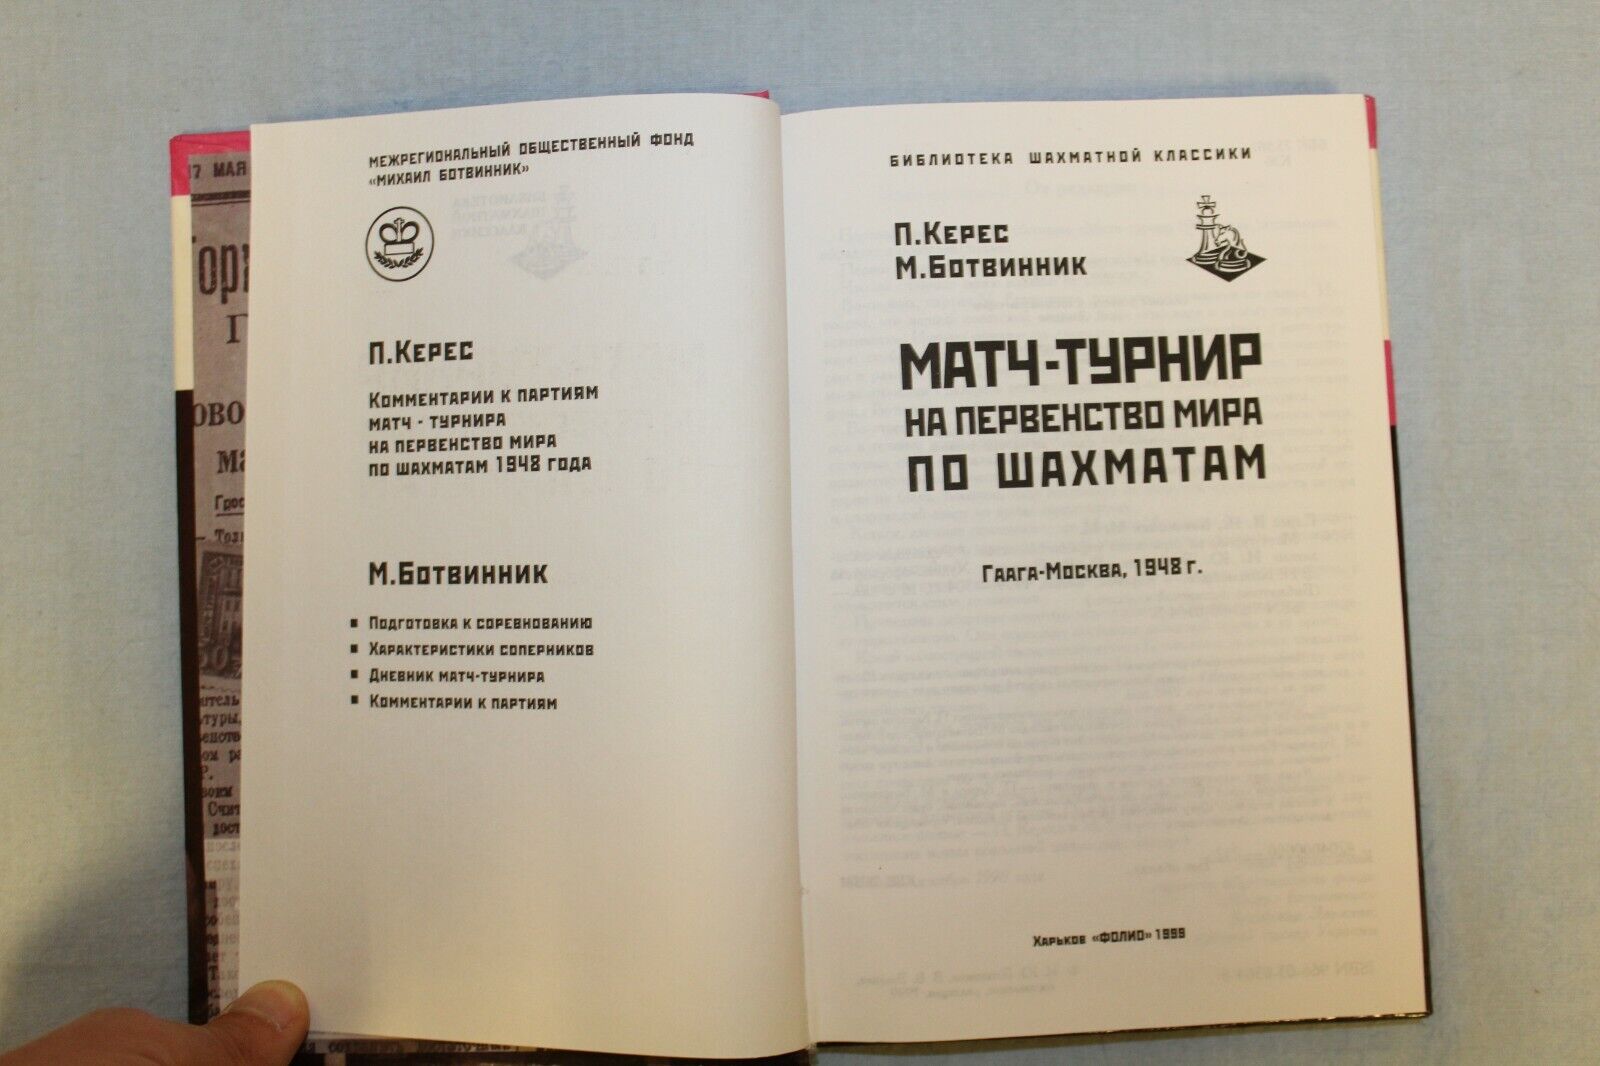 МЕЖРЕГИОНАЛЬНЫЙ ОБЩЕСТВЕННЫЙ ФОНД
«МИХАИЛ БОТВИННИК»
П.КЕРЕС
КОММЕНТАРИИ К ПАРТИЯМ
МАТЧ - ТУРНИРА
НА ПЕРВЕНСТВО МИРА
ПО ШАХМАТАМ 1948 ГОДА
М.БОТВИННИК
▪ ПОДГОТОВКА К СОРЕВНОВАНИЮ
▪ ХАРАКТЕРИСТИКИ СОПЕРНИКОВ
▪ ДНЕВНИК МАТЧ-ТУРНИРА
▪ КОММЕНТАРИИ К ПАРТИЯМ
17 МАЯ
БИБЛИОТЕКА ШАХМАТНОЙ КЛАССИКИ
П.КЕРЕС
М.БОТВИННИК
МАТЧ-ТУРНИР
НА ПЕРВЕНСТВО МИРА
ПО ШАХМАТАМ
ГААГА-МОСКВА, 1948 г.
ХАРЬКОВ «ФОЛИО» 1999